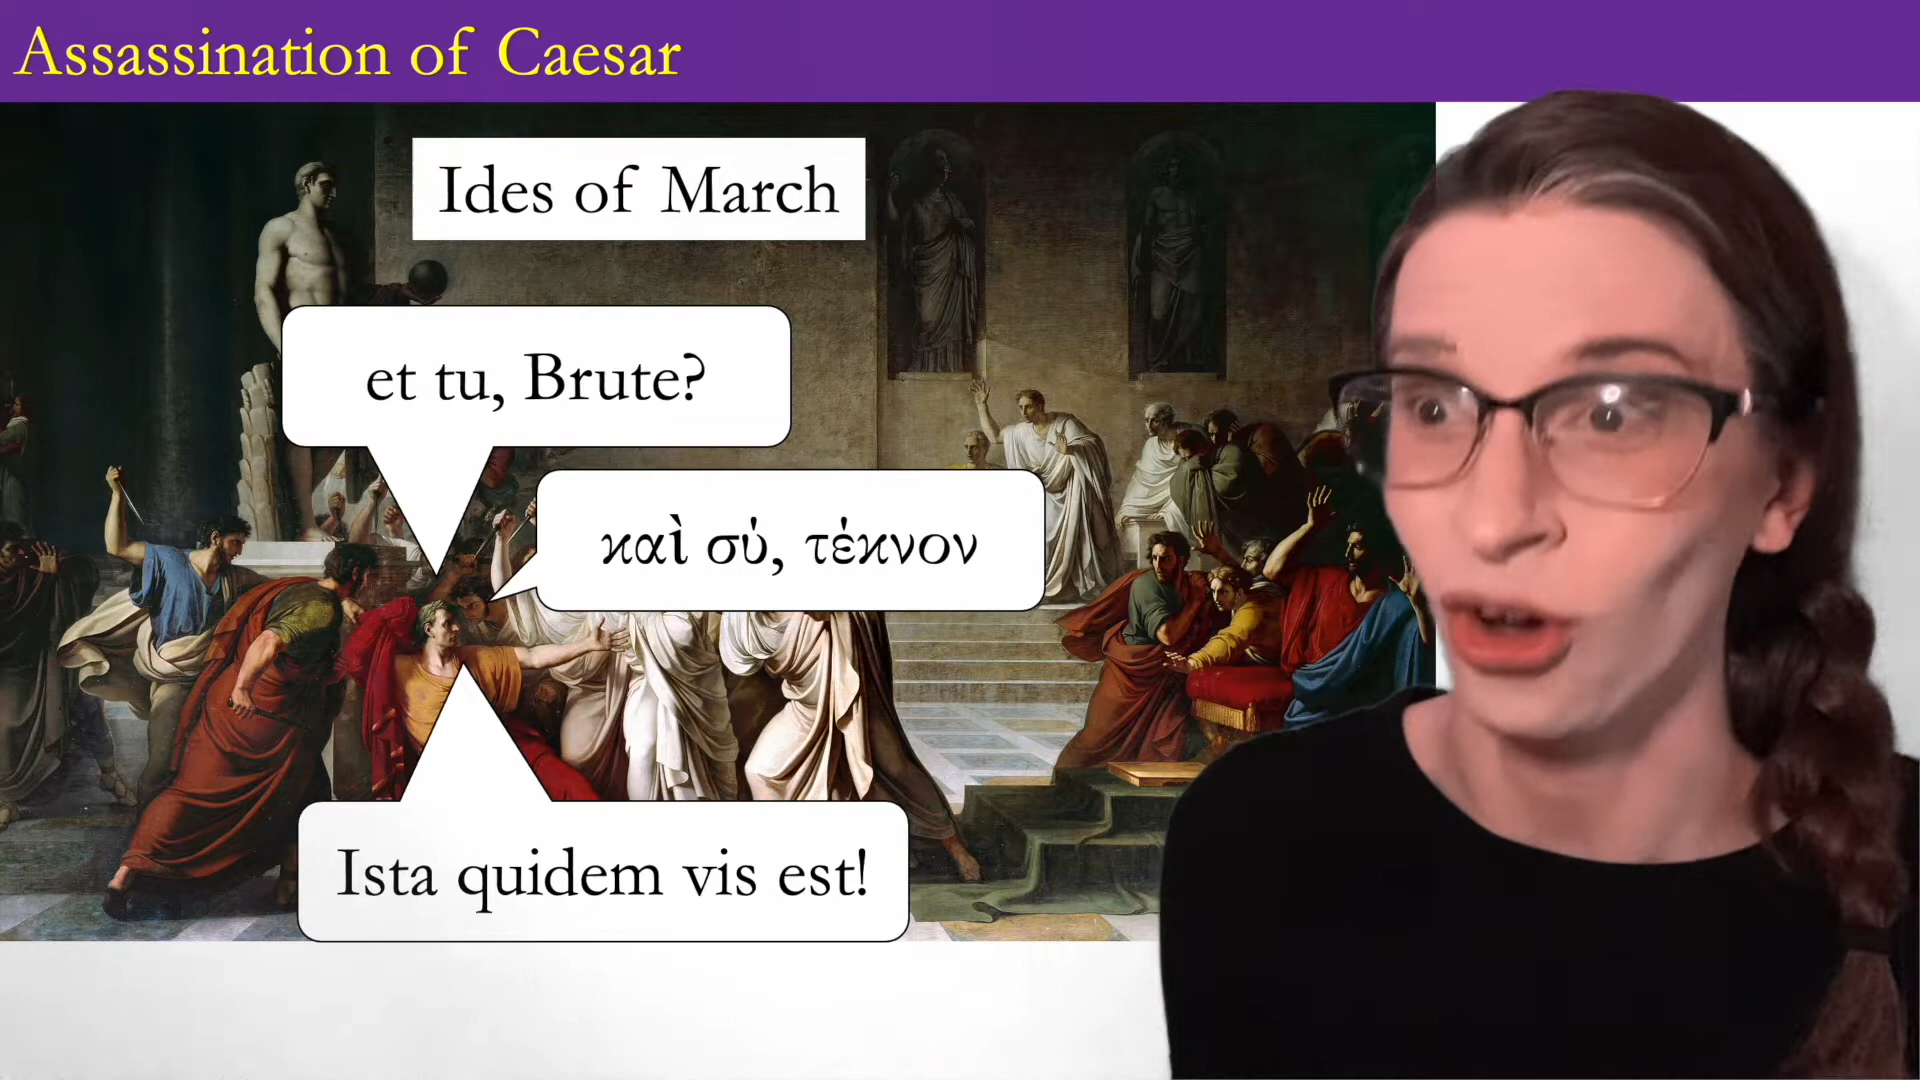 Assassination of Caesar
Ides of March
et tu, Brute?
καὶ σύ, τέκνον
Ista quidem vis est!